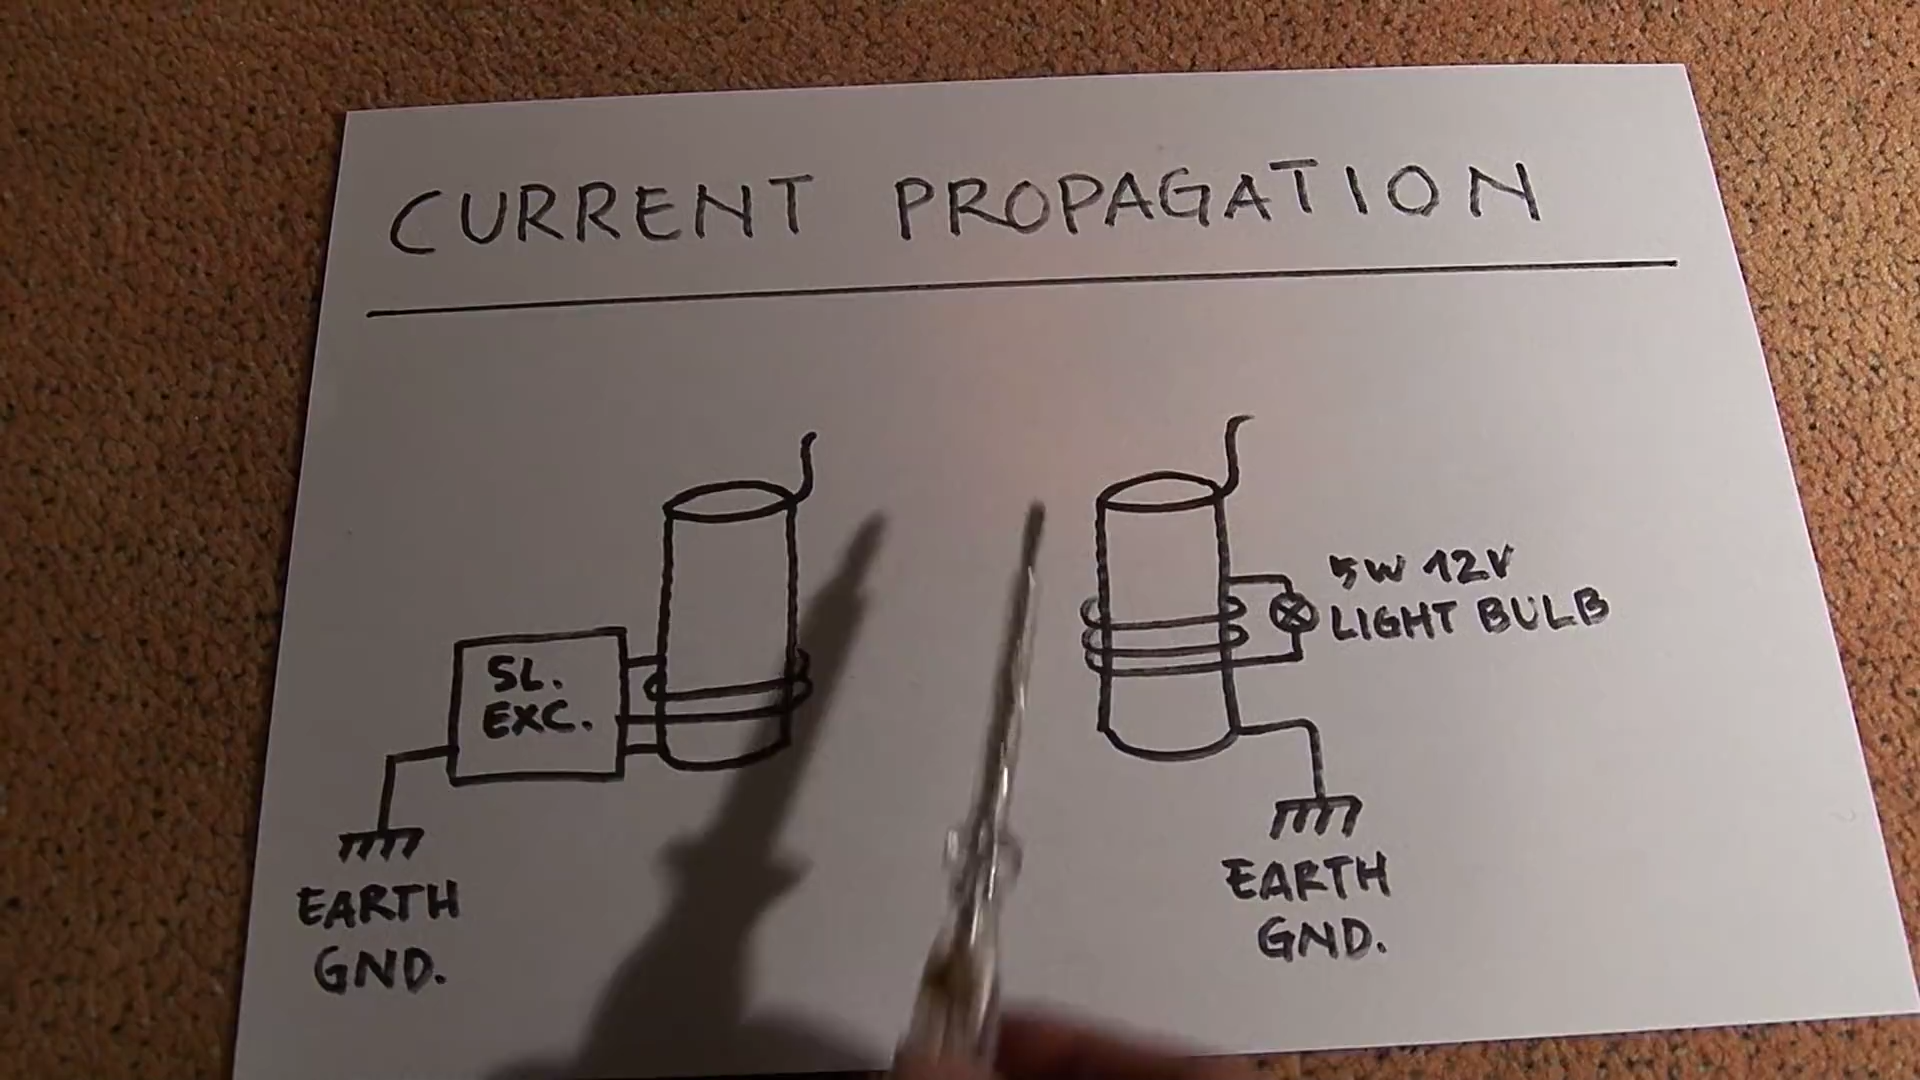 CURRENT PROPAGATION
SL.
EXC.
5W 12V
LIGHT BULB
EARTH
GND.
EARTH
GND.